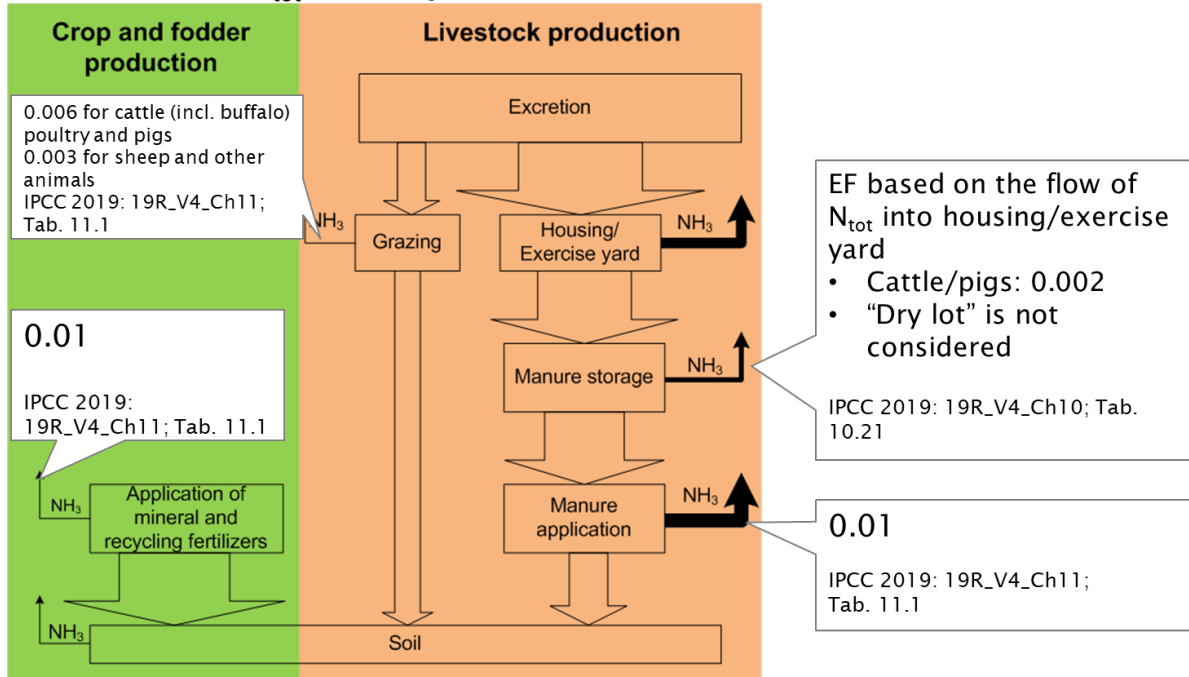 Crop and fodder
production
Livestock production
0.006 for cattle (incl. buffalo)
poultry and pigs
0.003 for sheep and other
animals
IPCC 2019: 19R_V4_Ch11;
Tab. 11.1
Excretion
NH3
Grazing
Housing/
Exercise yard
NH3
EF based on the flow of
Ntot into housing/exercise
yard
• Cattle/pigs: 0.002
• “Dry lot” is not
considered
IPCC 2019: 19R_V4_Ch10; Tab.
10.21
0.01
IPCC 2019:
19R_V4_Ch11; Tab. 11.1
Manure storage
NH3
NH3
Application of
mineral and
recycling fertilizers
Manure
application
NH3
0.01
IPCC 2019: 19R_V4_Ch11;
Tab. 11.1
NH3
Soil